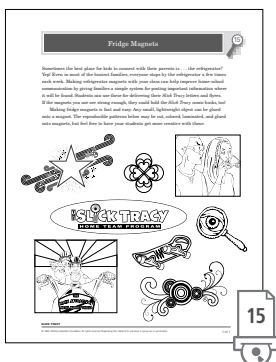 15
Fridge Magnets
Sometimes the best place for kids to connect with their parents is . . . the refrigerator?
Yep! Even in the most busiest families, everyone stops by the refrigerator a few times
each week. Making refrigerator magnets with your class can help improve home-school
communication by giving families a simple system for posting important information where
it will be found. Students can use these for delivering their Slick Tracy letters and flyers.
If the magnets you use are strong enough, they could hold the Slick Tracy comic books, too!
Making fridge magnets is fast and easy. Any small, lightweight object can be glued
onto a magnet. The reproducible patterns below may be cut, colored, laminated, and glued
onto magnets, but feel free to have your students get more creative with these.
THE SLICK TRACY
HOME TEAM PROGRAM
SLICK TRACY
15